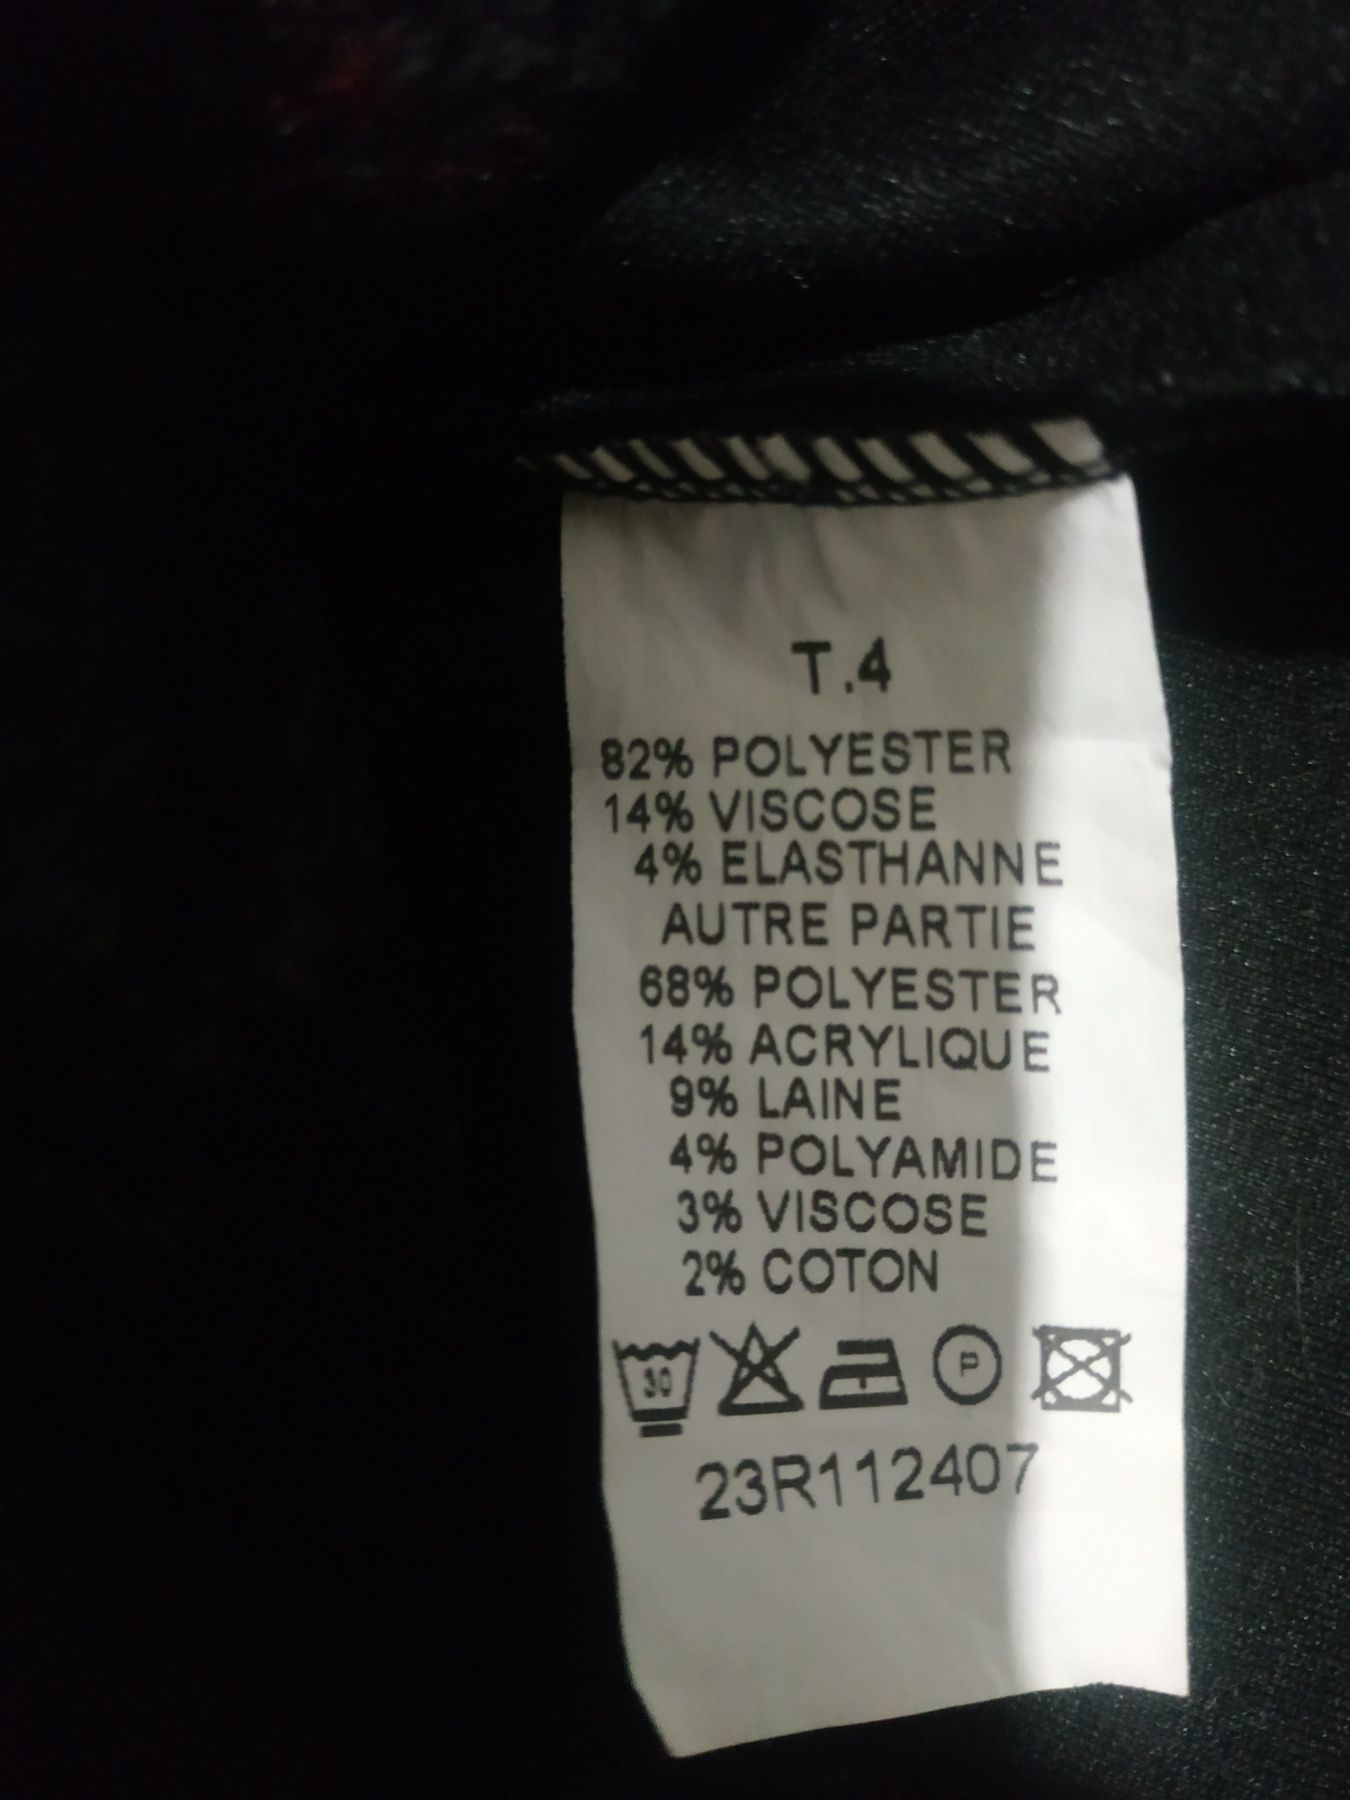 T.4
82% POLYESTER
14% VISCOSE
4% ELASTHANNE
AUTRE PARTIE
68% POLYESTER
14% ACRYLIQUE
9% LAINE
4% POLYAMIDE
3% VISCOSE
2% COTON
30 P
23R112407